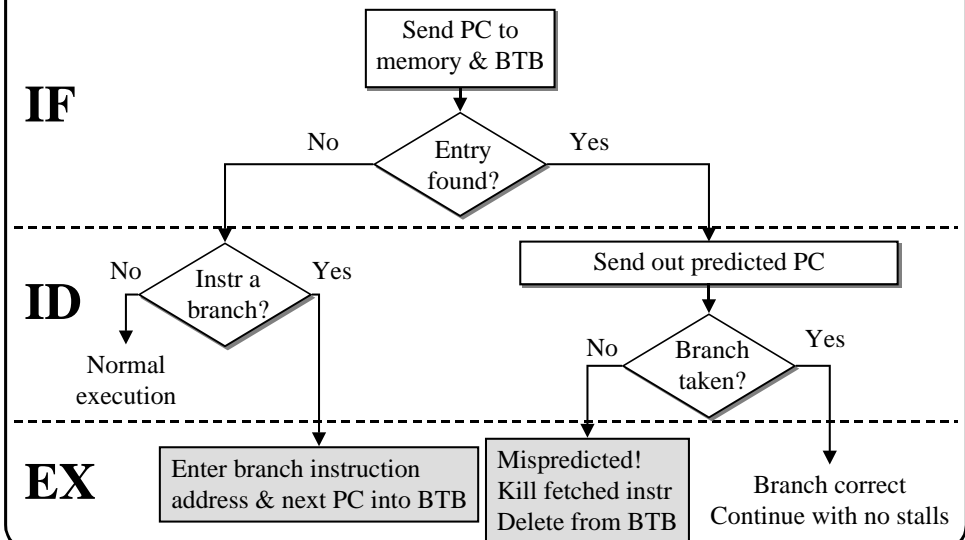 Send PC to
memory & BTB
IF
No
Entry
found?
Yes
No
Instr a
branch?
Yes
Send out predicted PC
ID
Normal
execution
No
Branch
taken?
Yes
EX
Enter branch instruction
address & next PC into BTB
Mispredicted!
Kill fetched instr
Delete from BTB
Branch correct
Continue with no stalls